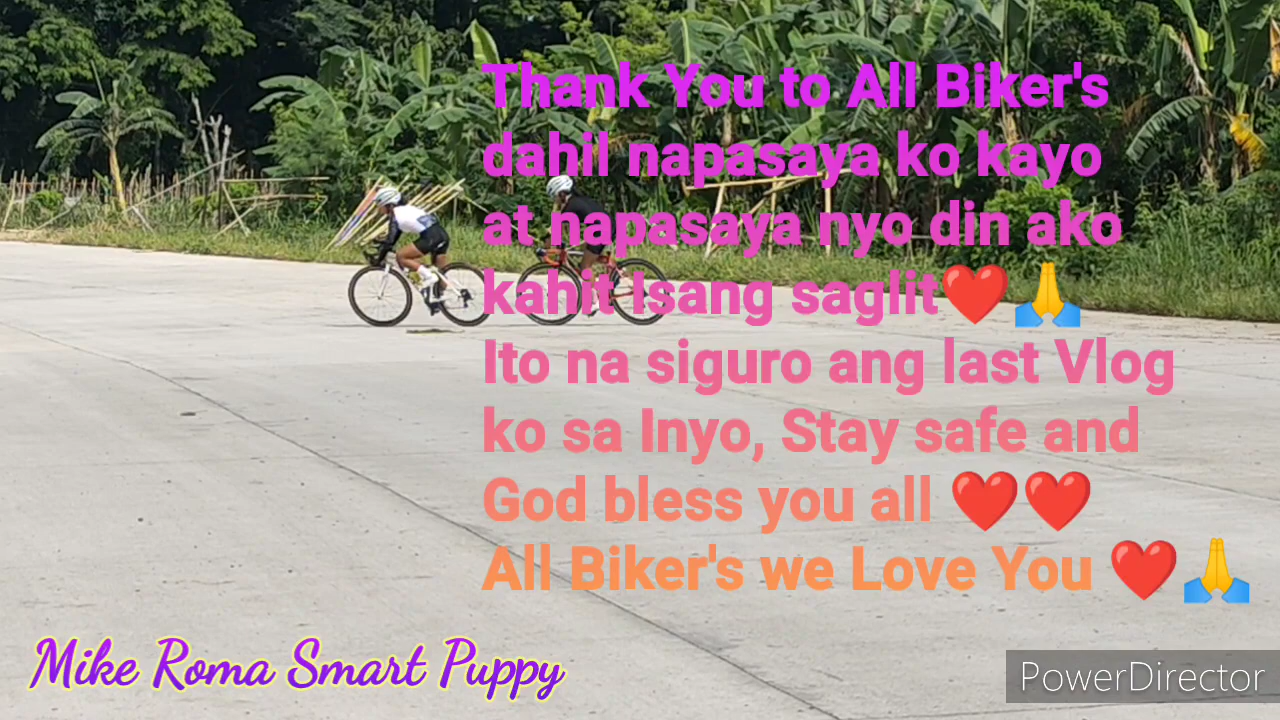 Thank You to All Biker's
dahil napasaya ko kayo
at napasaya nyo din ako
kahit Isang saglit❤️🙏
Ito na siguro ang last Vlog
ko sa Inyo, Stay safe and
God bless you all ❤️❤️
All Biker's we Love You ❤️🙏
Mike Roma Smart Puppy
PowerDirector